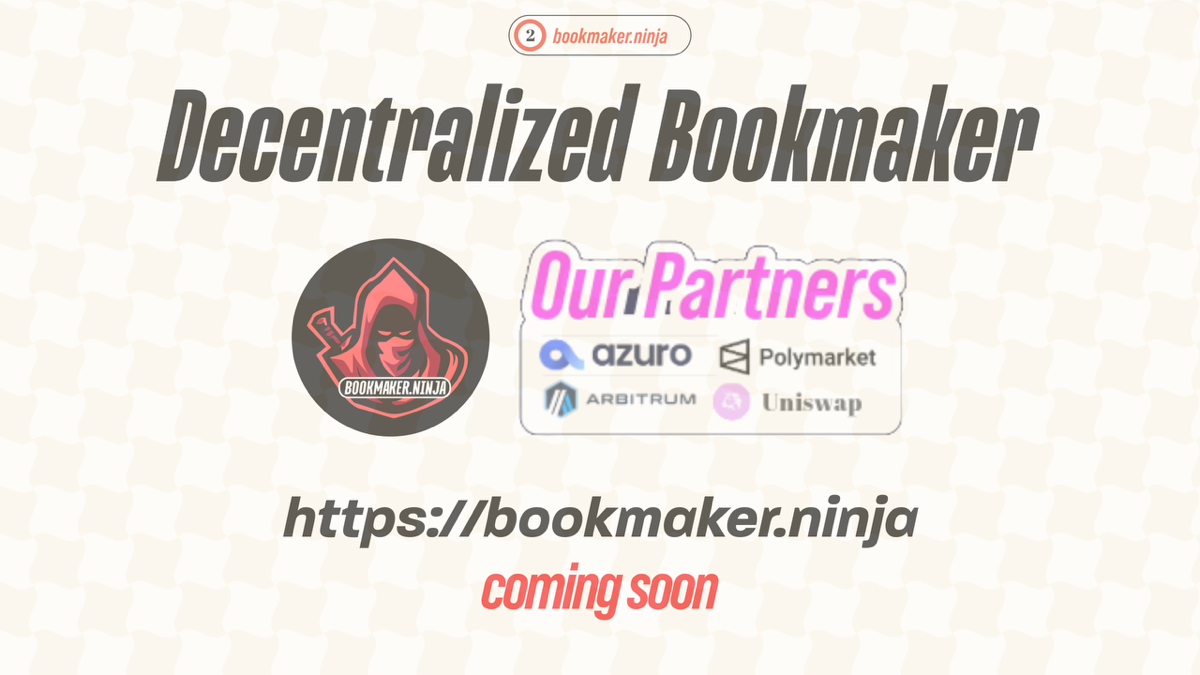 2 bookmaker.ninja
Decentralized Bookmaker
BOOKMAKER.NINJA
Our Partners
azuro
Polymarket
ARBITRUM
Uniswap
https://bookmaker.ninja
coming soon